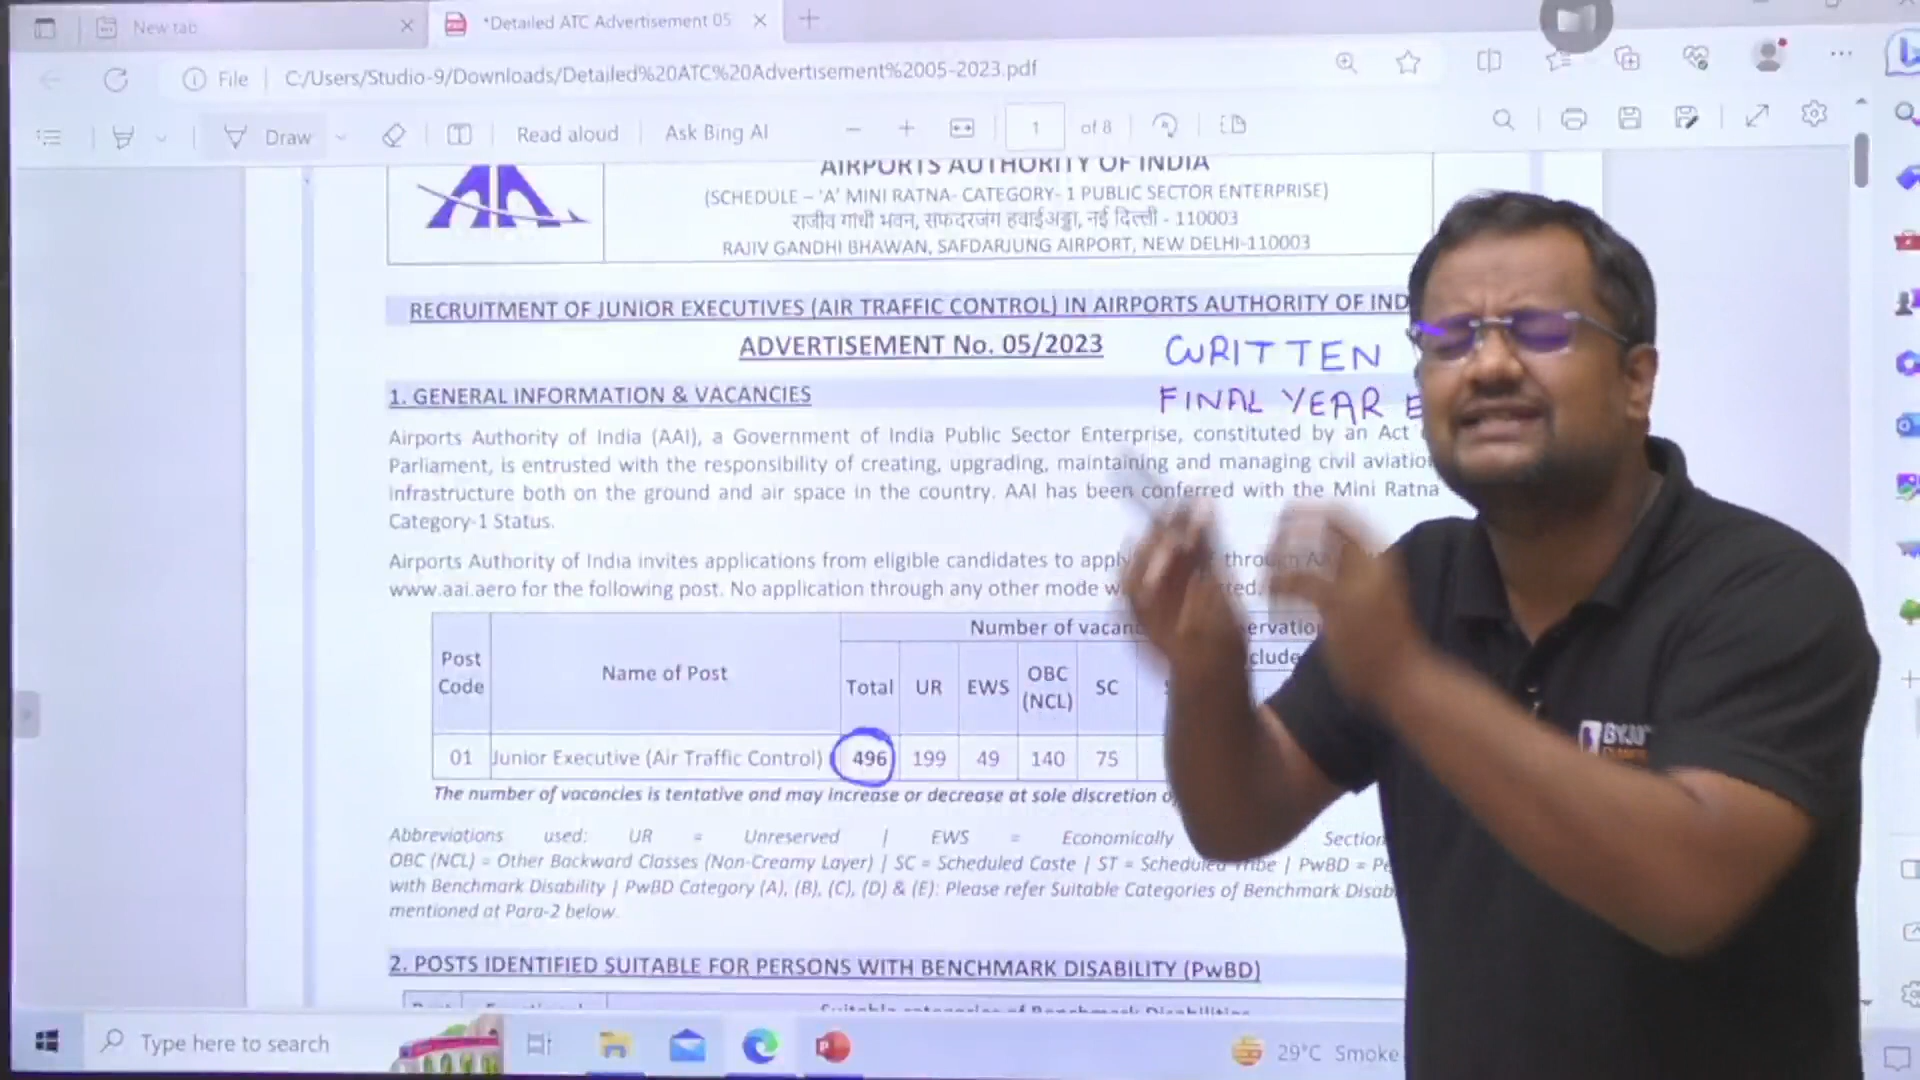 New tab
*Detailed ATC Advertisement 05
File
C:/Users/Studio-9/Downloads/Detailed%20ATC%20Advertisement%2005-2023.pdf
Draw
Read aloud
Ask Bing AI
1 of 8
AIRPORTS AUTHORITY OF INDIA
(SCHEDULE – 'A' MINI RATNA- CATEGORY- 1 PUBLIC SECTOR ENTERPRISE)
राजीव गांधी भवन, सफदरजंग हवाईअड्डा, नई दिल्ली - 110003
RAJIV GANDHI BHAWAN, SAFDARJUNG AIRPORT, NEW DELHI-110003
RECRUITMENT OF JUNIOR EXECUTIVES (AIR TRAFFIC CONTROL) IN AIRPORTS AUTHORITY OF IND
ADVERTISEMENT No. 05/2023
WRITTEN
1. GENERAL INFORMATION & VACANCIES
FINAL YEAR E
Airports Authority of India (AAI), a Government of India Public Sector Enterprise, constituted by an Act
Parliament, is entrusted with the responsibility of creating, upgrading, maintaining and managing civil aviation
infrastructure both on the ground and air space in the country. AAI has been conferred with the Mini Ratna
Category-1 Status.
Airports Authority of India invites applications from eligible candidates to apply through
www.aai.aero for the following post. No application through any other mode
Number of vacan
Post Code
Name of Post
Total UR EWS OBC (NCL) SC
01 Junior Executive (Air Traffic Control) 496 199 49 140 75
The number of vacancies is tentative and may increase or decrease at sole discretion
Abbreviations used: UR = Unreserved | EWS = Economically Section
OBC (NCL) = Other Backward Classes (Non-Creamy Layer) | SC = Scheduled Caste | ST = Scheduled Tribe | PwBD = Pe
with Benchmark Disability | PwBD Category (A), (B), (C), (D) & (E): Please refer Suitable Categories of Benchmark Disab
mentioned at Para-2 below.
2. POSTS IDENTIFIED SUITABLE FOR PERSONS WITH BENCHMARK DISABILITY (PwBD)
Type here to search
29°C Smoke
BYJU'